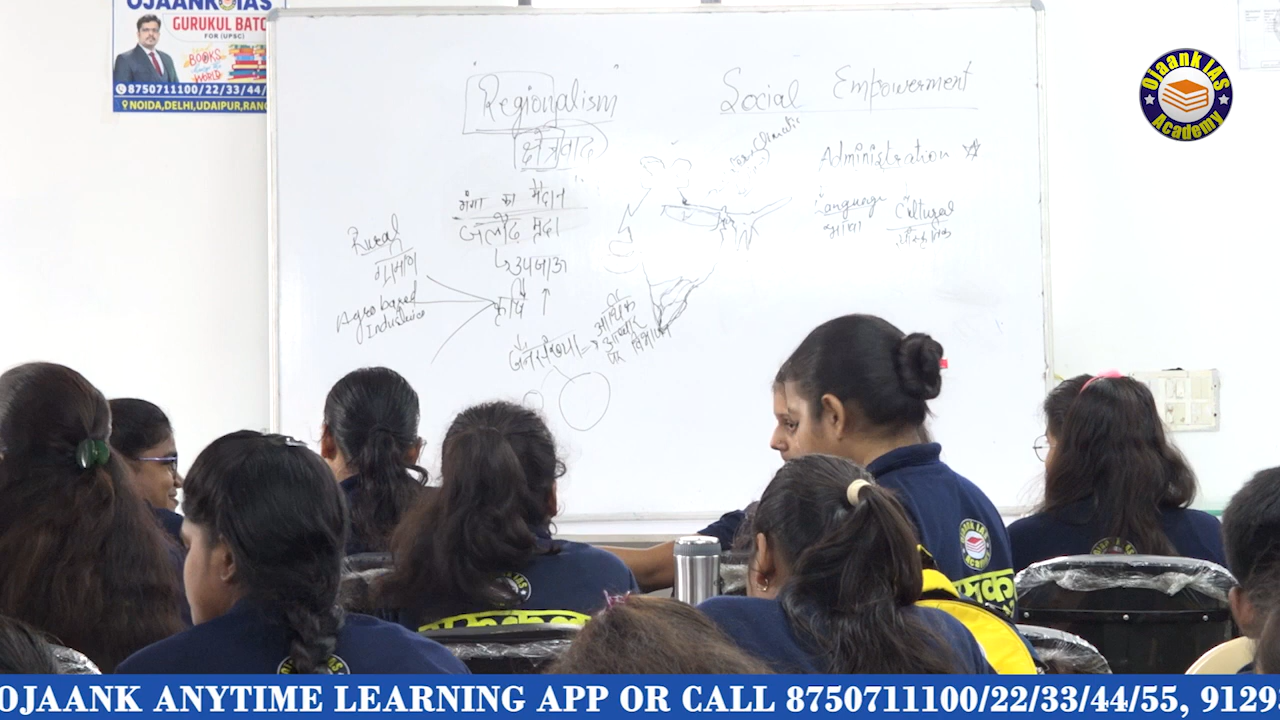 OJAANK IAS
GURUKUL BATC
FOR (UPSC)
BOOKS
WORLD
8750711100/22/33/44/
NOIDA,DELHI,UDAIPUR,RANC
"Regionalism"
क्षेत्रवाद
गंगा का मैदान
जलोढ़ मृदा
उपजाऊ
कृषि
Rural
ग्रामीण
Agro based
Industries
जनसंख्या
आर्थिक
आधार
पर विभाजन
Social Empowerment
Administration
Language Cultural
भाषा
Ojaank IAS
Academy
OJAANK ANYTIME LEARNING APP OR CALL 8750711100/22/33/44/55, 9129